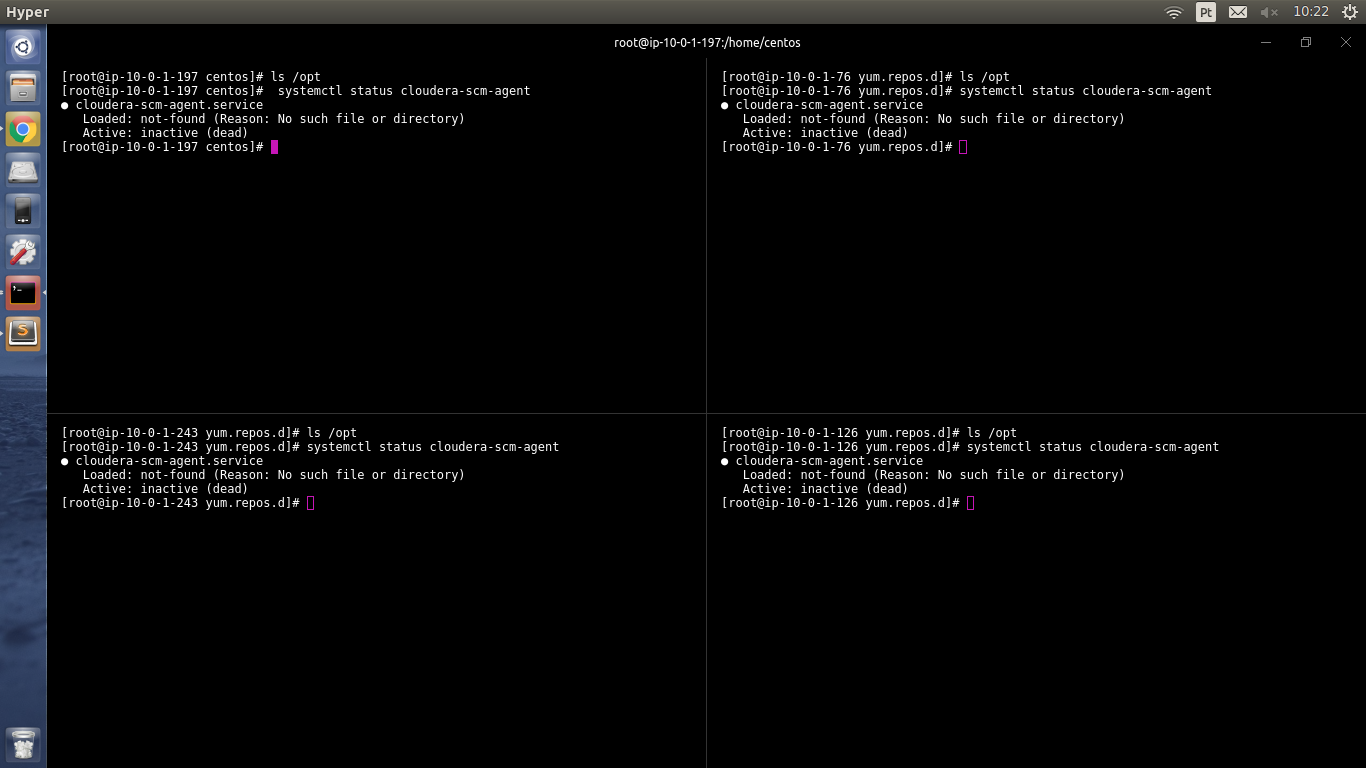 Hyper
Pt
10:22
root@ip-10-0-1-197:/home/centos
[root@ip-10-0-1-197 centos]# ls /opt
[root@ip-10-0-1-197 centos]#  systemctl status cloudera-scm-agent
● cloudera-scm-agent.service
   Loaded: not-found (Reason: No such file or directory)
   Active: inactive (dead)
[root@ip-10-0-1-197 centos]#
[root@ip-10-0-1-76 yum.repos.d]# ls /opt
[root@ip-10-0-1-76 yum.repos.d]# systemctl status cloudera-scm-agent
● cloudera-scm-agent.service
   Loaded: not-found (Reason: No such file or directory)
   Active: inactive (dead)
[root@ip-10-0-1-76 yum.repos.d]#
[root@ip-10-0-1-243 yum.repos.d]# ls /opt
[root@ip-10-0-1-243 yum.repos.d]# systemctl status cloudera-scm-agent
● cloudera-scm-agent.service
   Loaded: not-found (Reason: No such file or directory)
   Active: inactive (dead)
[root@ip-10-0-1-243 yum.repos.d]#
[root@ip-10-0-1-126 yum.repos.d]# ls /opt
[root@ip-10-0-1-126 yum.repos.d]# systemctl status cloudera-scm-agent
● cloudera-scm-agent.service
   Loaded: not-found (Reason: No such file or directory)
   Active: inactive (dead)
[root@ip-10-0-1-126 yum.repos.d]#